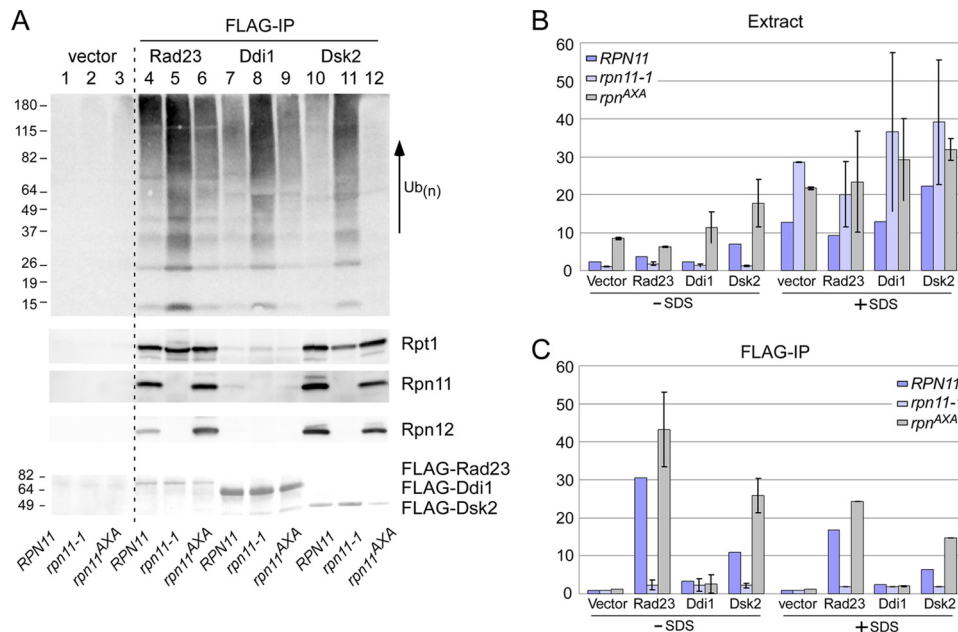 A
FLAG-IP
vector Rad23 Ddi1 Dsk2
1 2 3 4 5 6 7 8 9 10 11 12
180
115
82
64
49
37
26
19
15
Ub(n)
Rpt1
Rpn11
Rpn12
FLAG-Rad23
82
64
FLAG-Ddi1
49
FLAG-Dsk2
RPN11 rpn11-1 rpn11AXA RPN11 rpn11-1 rpn11AXA RPN11 rpn11-1 rpn11AXA RPN11 rpn11-1 rpn11AXA
B
Extract
60
50
40
30
20
10
0
RPN11
rpn11-1
rpnAXA
Vector Rad23 Ddi1 Dsk2 vector Rad23 Ddi1 Dsk2
−SDS +SDS
C
FLAG-IP
60
50
40
30
20
10
0
RPN11
rpn11-1
rpnAXA
Vector Rad23 Ddi1 Dsk2 vector Rad23 Ddi1 Dsk2
−SDS +SDS